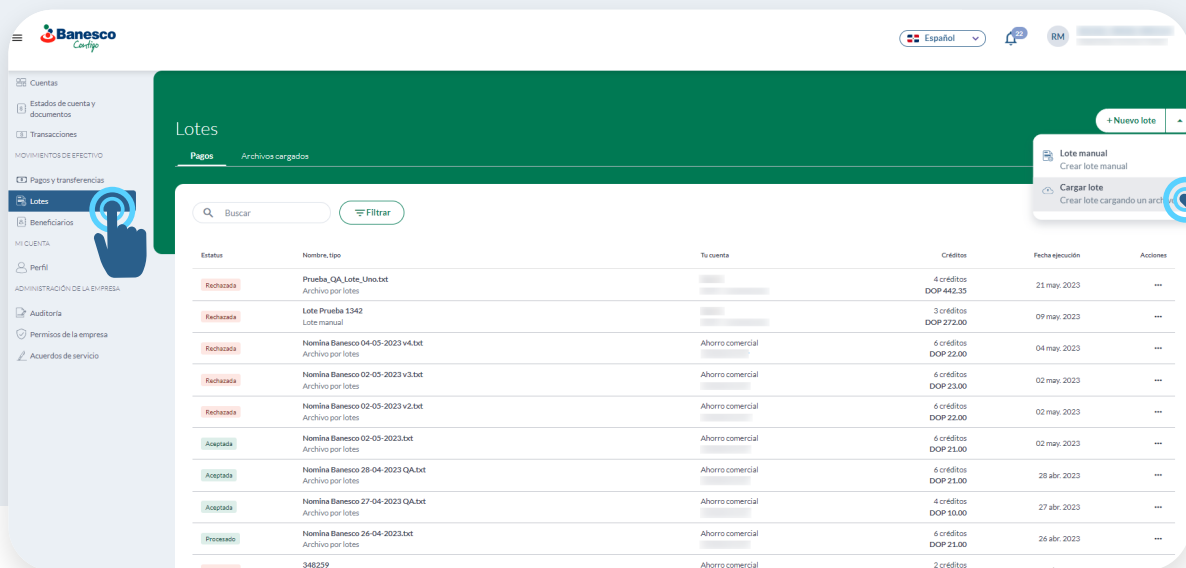 Banesco
Contigo
Español
22
RM
Cuentas
Estados de cuenta y
documentos
Transacciones
MOVIMIENTOS DE EFECTIVO
Pagos y transferencias
Lotes
Beneficiarios
MI CUENTA
Perfil
ADMINISTRACIÓN DE LA EMPRESA
Auditoría
Permisos de la empresa
Acuerdos de servicio
Lotes
+ Nuevo lote
Pagos Archivos cargados
Lote manual
Crear lote manual
Cargar lote
Crear lote cargando un archivo
Buscar
Filtrar
Estatus Nombre, tipo Tu cuenta Créditos Fecha ejecución Acciones
Rechazada Prueba_QA_Lote_Uno.txt 4 créditos 21 may. 2023
Archivo por lotes DOP 442.35
Rechazada Lote Prueba 1342 3 créditos 09 may. 2023
Lote manual DOP 272.00
Rechazada Nomina Banesco 04-05-2023 v4.txt Ahorro comercial 6 créditos 04 may. 2023
Archivo por lotes DOP 22.00
Rechazada Nomina Banesco 02-05-2023 v3.txt Ahorro comercial 6 créditos 02 may. 2023
Archivo por lotes DOP 23.00
Rechazada Nomina Banesco 02-05-2023 v2.txt Ahorro comercial 6 créditos 02 may. 2023
Archivo por lotes DOP 22.00
Aceptada Nomina Banesco 02-05-2023.txt Ahorro comercial 6 créditos 02 may. 2023
Archivo por lotes DOP 21.00
Aceptada Nomina Banesco 28-04-2023 QA.txt Ahorro comercial 6 créditos 28 abr. 2023
Archivo por lotes DOP 21.00
Aceptada Nomina Banesco 27-04-2023 QA.txt Ahorro comercial 4 créditos 27 abr. 2023
Archivo por lotes DOP 10.00
Procesado Nomina Banesco 26-04-2023.txt Ahorro comercial 6 créditos 26 abr. 2023
Archivo por lotes DOP 21.00
348259 Ahorro comercial 2 créditos